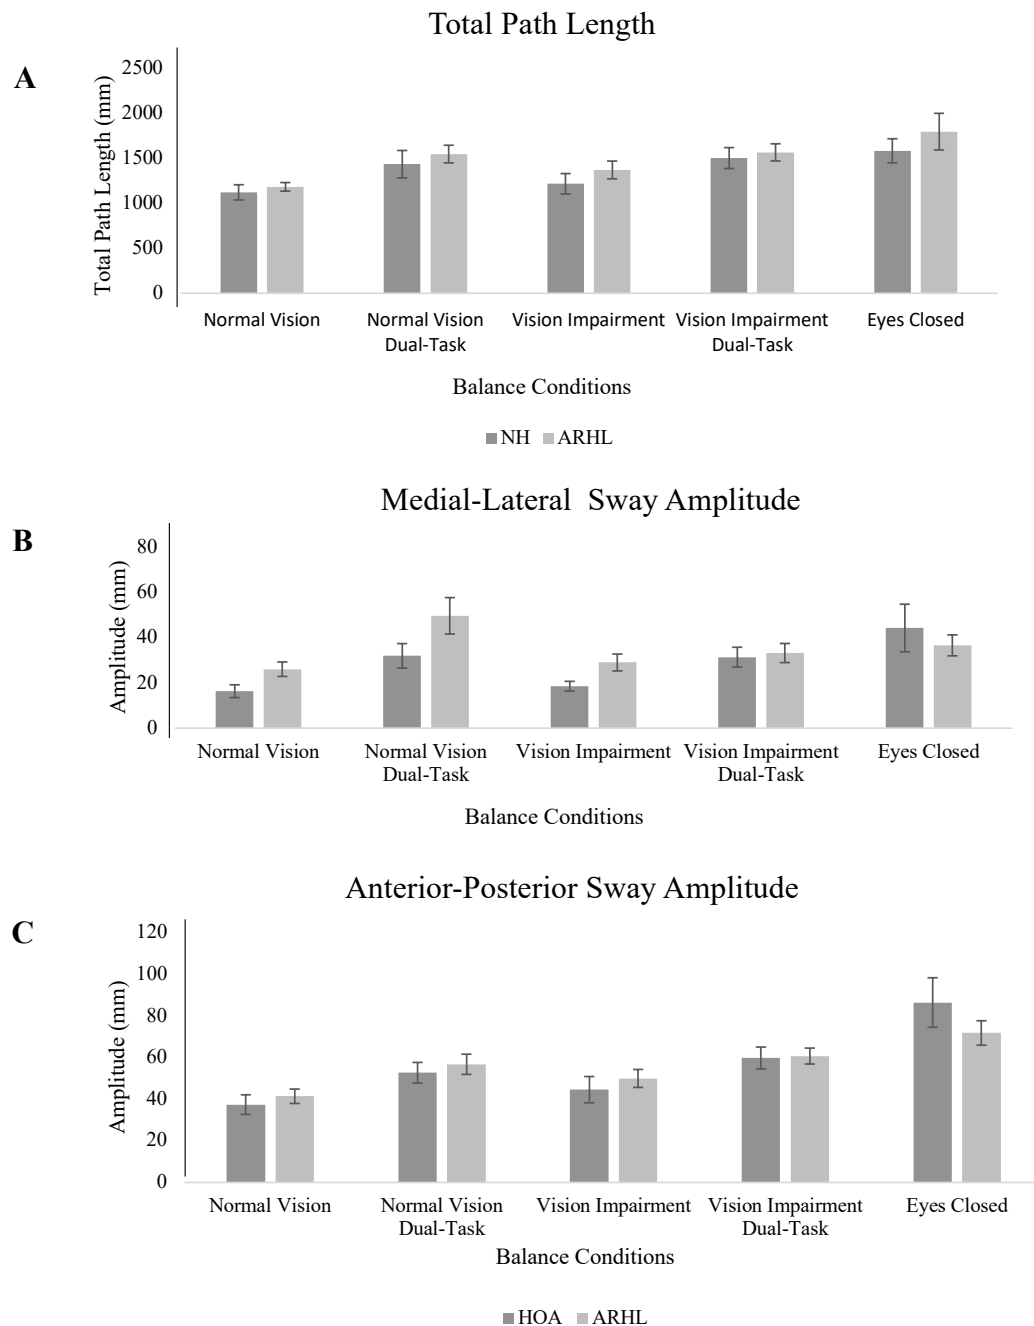 Total Path Length
A
Total Path Length (mm)
2500
2000
1500
1000
500
0
Normal Vision
Normal Vision
Dual-Task
Vision Impairment
Vision Impairment
Dual-Task
Eyes Closed
Balance Conditions
NH ARHL
Medial-Lateral Sway Amplitude
B
Amplitude (mm)
80
60
40
20
0
Normal Vision
Normal Vision
Dual-Task
Vision Impairment
Vision Impairment
Dual-Task
Eyes Closed
Balance Conditions
Anterior-Posterior Sway Amplitude
C
Amplitude (mm)
120
100
80
60
40
20
0
Normal Vision
Normal Vision
Dual-Task
Vision Impairment
Vision Impairment
Dual-Task
Eyes Closed
Balance Conditions
HOA ARHL